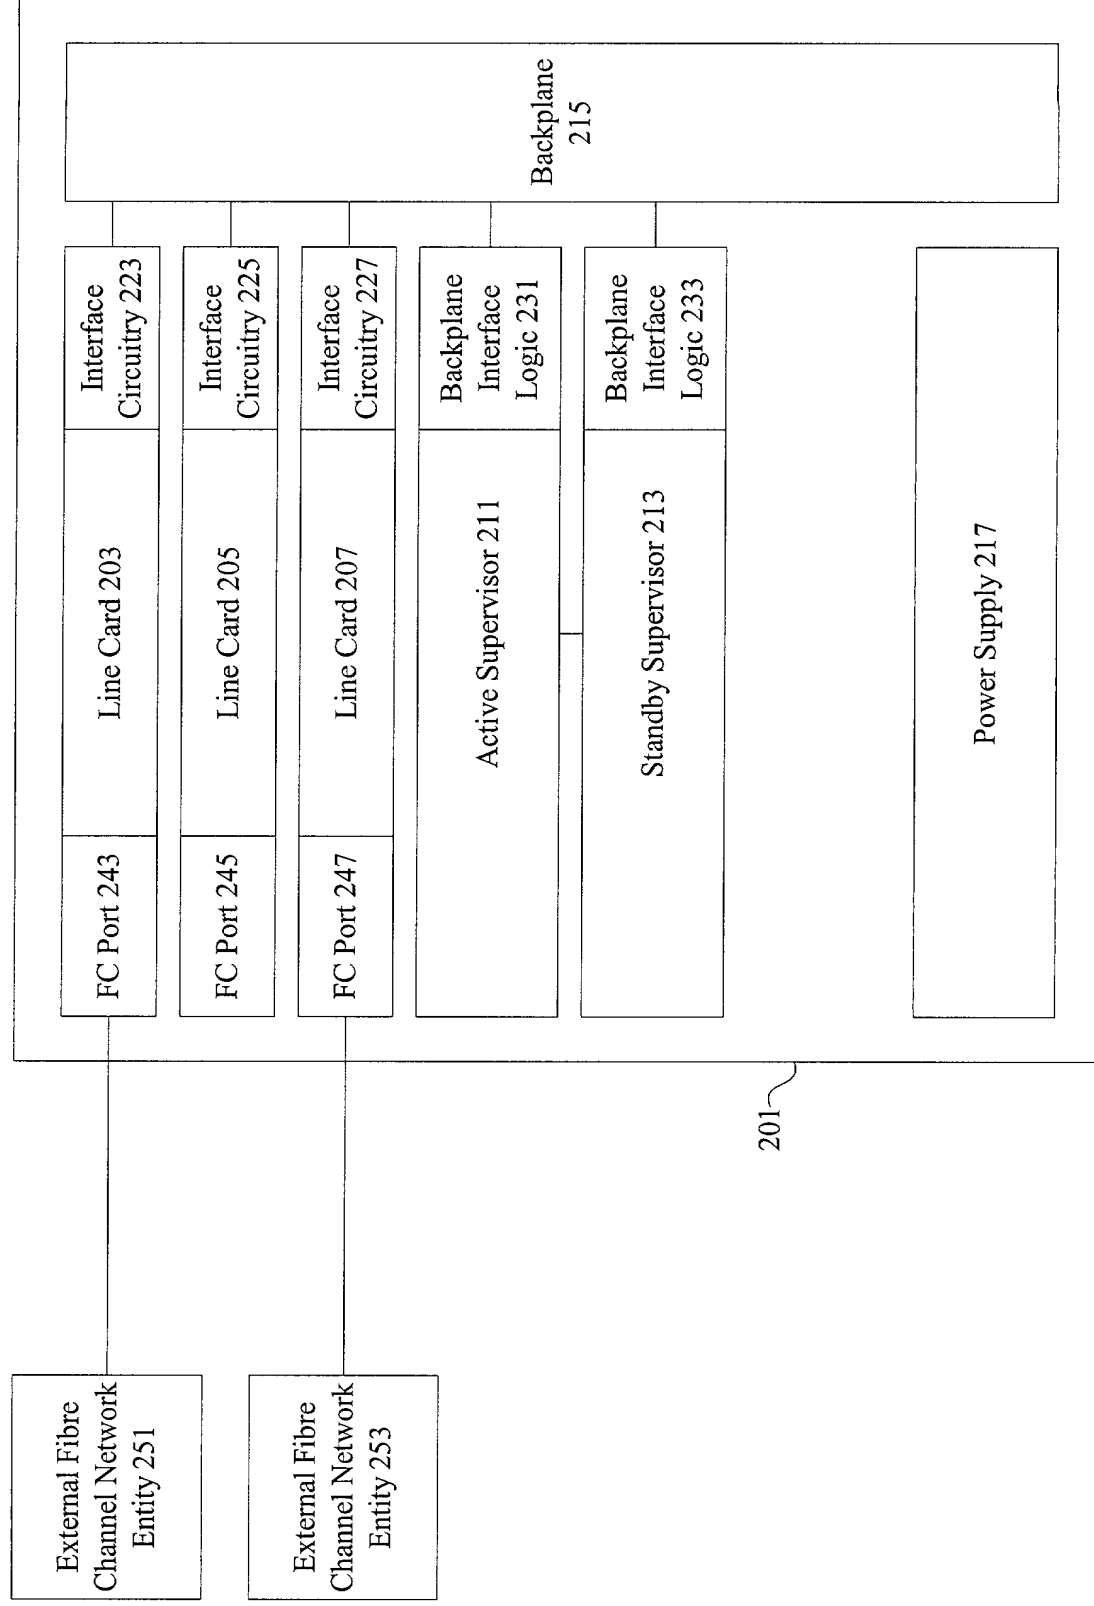 External Fibre
Channel Network
Entity 251
External Fibre
Channel Network
Entity 253
201
FC Port 243
Line Card 203
Interface
Circuitry 223
FC Port 245
Line Card 205
Interface
Circuitry 225
FC Port 247
Line Card 207
Interface
Circuitry 227
Active Supervisor 211
Backplane
Interface
Logic 231
Standby Supervisor 213
Backplane
Interface
Logic 233
Power Supply 217
Backplane
215